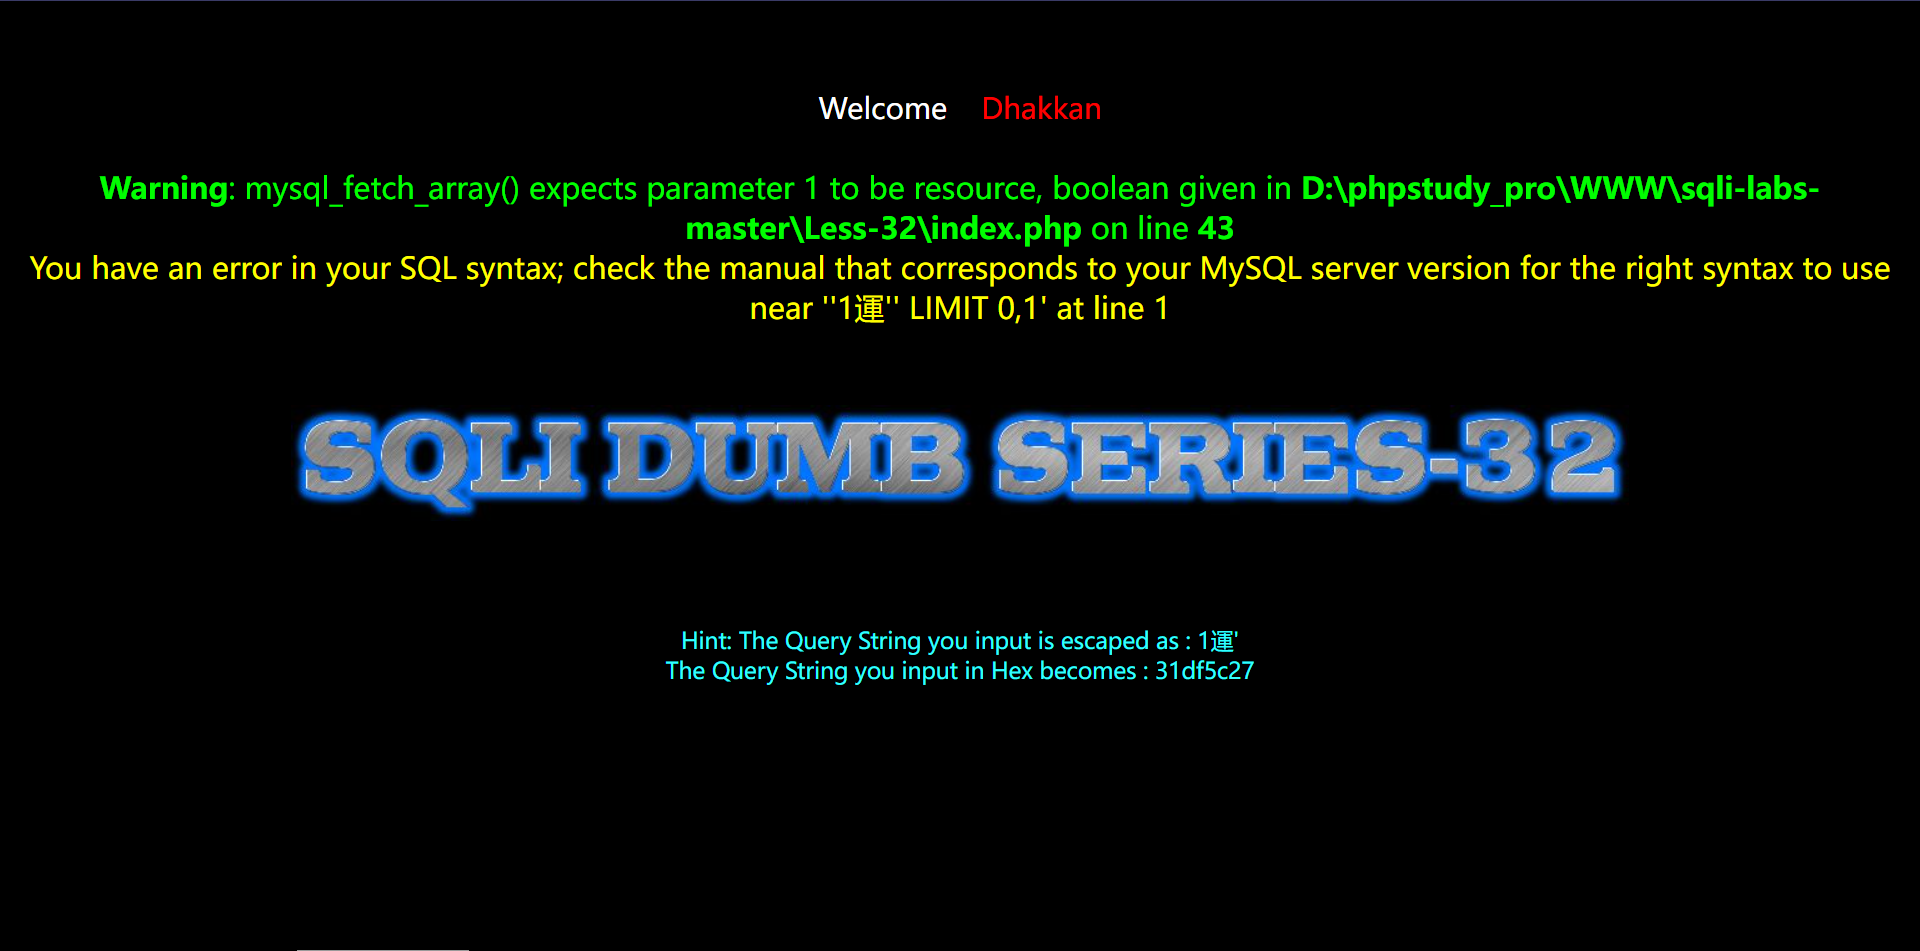 Welcome Dhakkan
Warning: mysql_fetch_array() expects parameter 1 to be resource, boolean given in D:\phpstudy_pro\WWW\sqli-labs-
master\Less-32\index.php on line 43
You have an error in your SQL syntax; check the manual that corresponds to your MySQL server version for the right syntax to use
near ''1運'' LIMIT 0,1' at line 1
SQLI DUMB SERIES-32
Hint: The Query String you input is escaped as : 1運'
The Query String you input in Hex becomes : 31df5c27